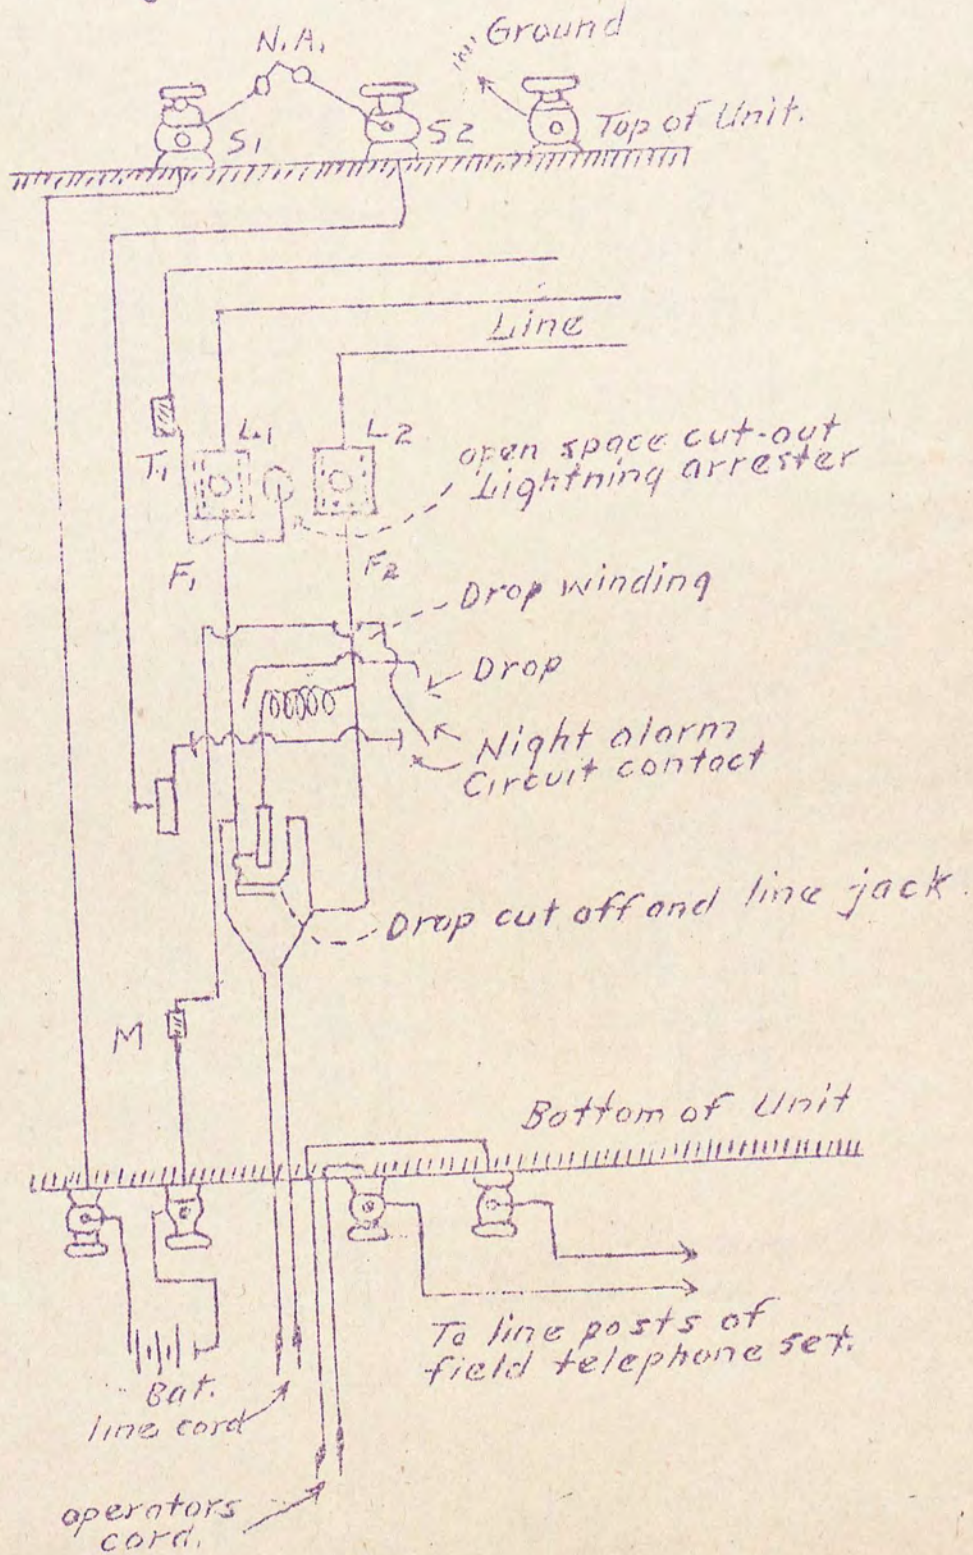 N.A.
Ground
S1
S2
Top of Unit.
Line
L1
L2
T1
open space cut-out
Lightning arrester
F1
F2
Drop winding
Drop
Night alarm
Circuit contact
Drop cut off and line jack.
M
Bottom of Unit
To line posts of
field telephone set.
Bat.
line cord
operators
cord.